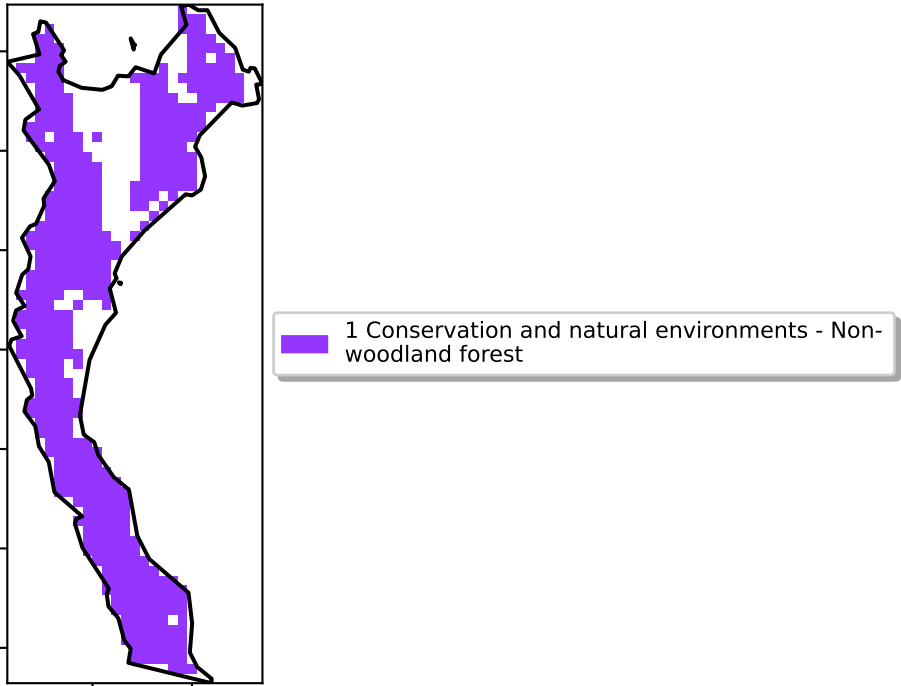 1 Conservation and natural environments - Non-
woodland forest